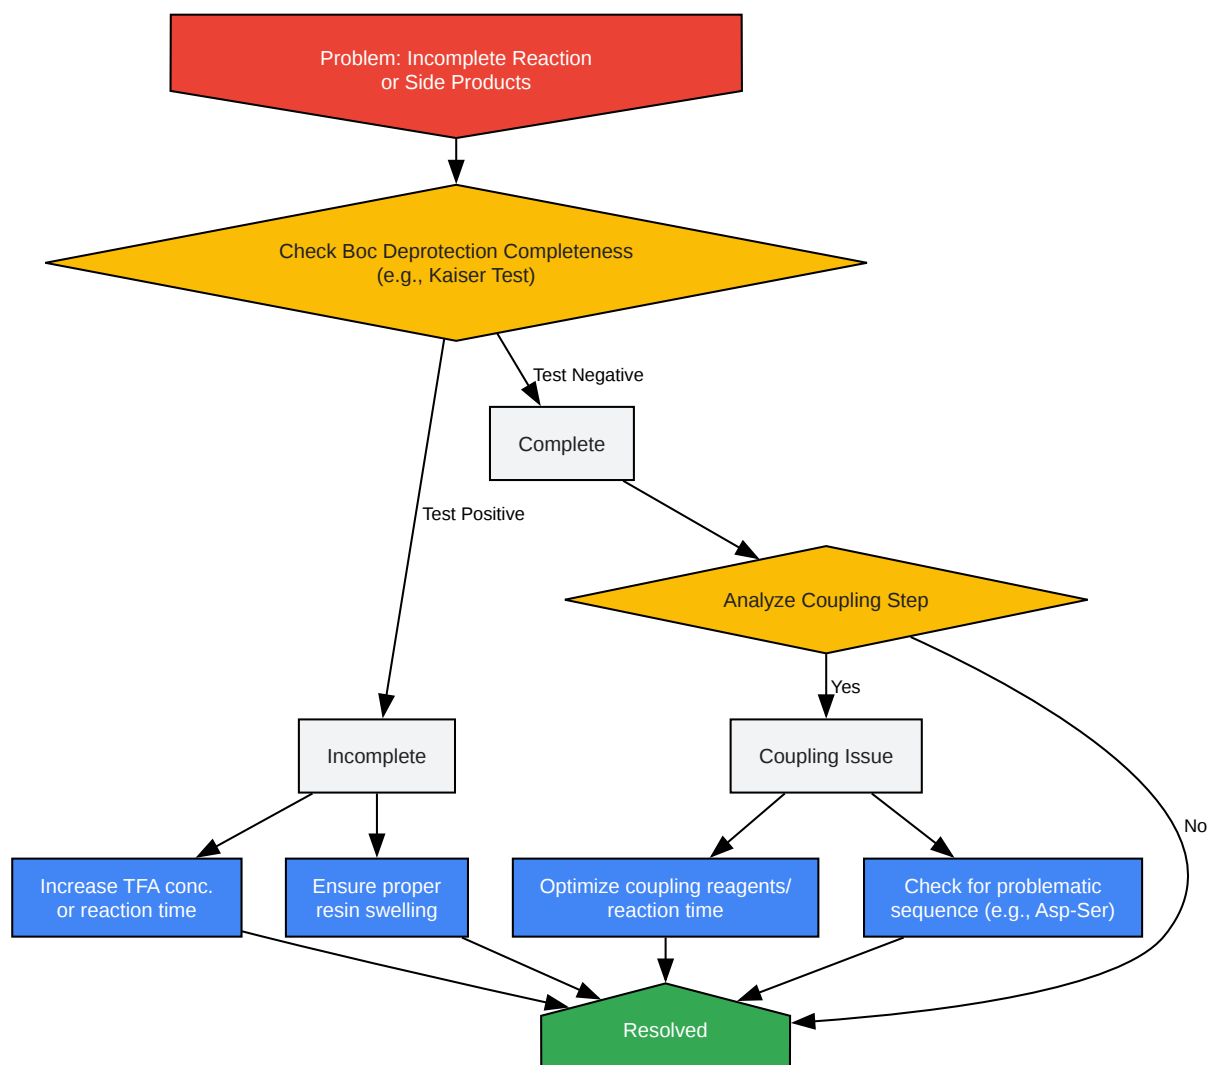 Problem: Incomplete Reaction
or Side Products
Check Boc Deprotection Completeness
(e.g., Kaiser Test)
Test Negative
Complete
Test Positive
Analyze Coupling Step
Yes
Incomplete
Coupling Issue
No
Increase TFA conc.
or reaction time
Ensure proper
resin swelling
Optimize coupling reagents/
reaction time
Check for problematic
sequence (e.g., Asp-Ser)
Resolved